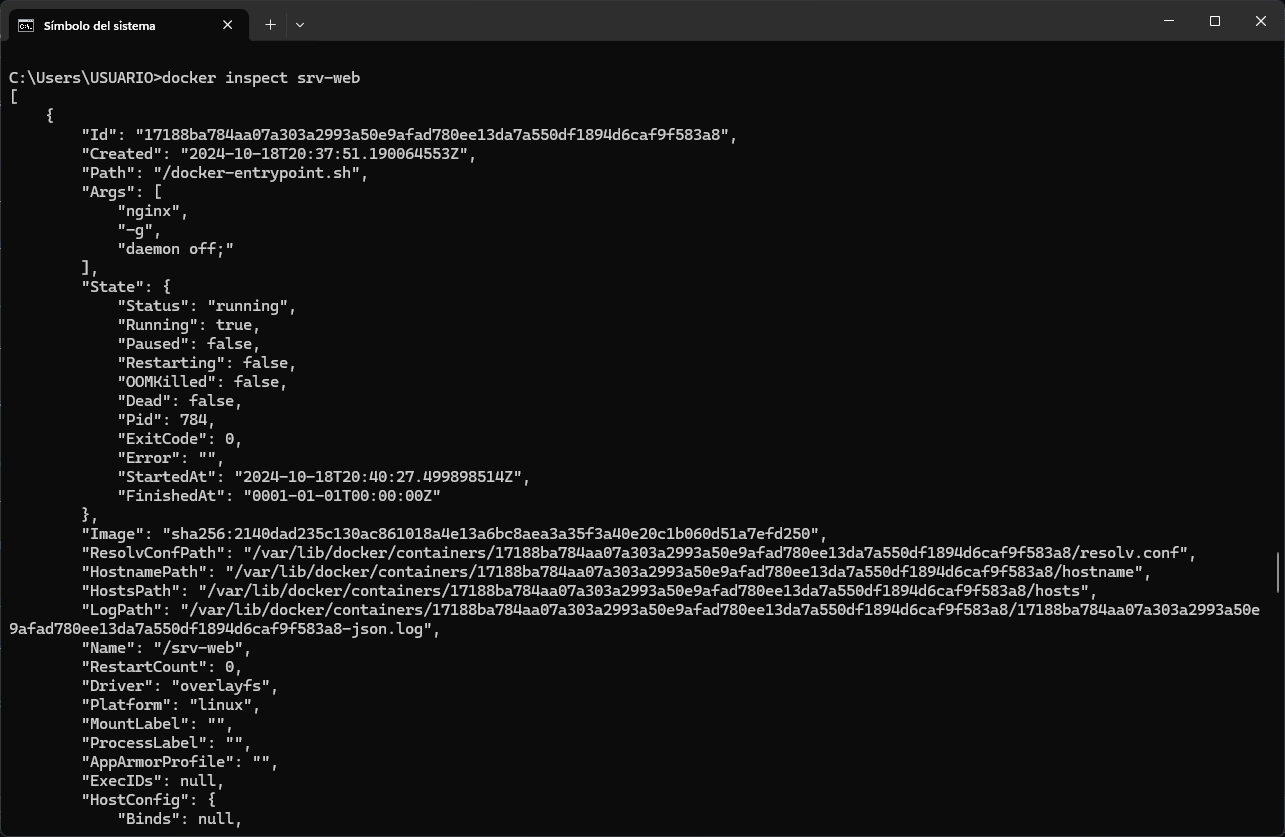 Símbolo del sistema
C:\Users\USUARIO>docker inspect srv-web
[
    {
        "Id": "17188ba784aa07a303a2993a50e9afad780ee13da7a550df1894d6caf9f583a8",
        "Created": "2024-10-18T20:37:51.190064553Z",
        "Path": "/docker-entrypoint.sh",
        "Args": [
            "nginx",
            "-g",
            "daemon off;"
        ],
        "State": {
            "Status": "running",
            "Running": true,
            "Paused": false,
            "Restarting": false,
            "OOMKilled": false,
            "Dead": false,
            "Pid": 784,
            "ExitCode": 0,
            "Error": "",
            "StartedAt": "2024-10-18T20:40:27.499898514Z",
            "FinishedAt": "0001-01-01T00:00:00Z"
        },
        "Image": "sha256:2140dad235c130ac861018a4e13a6bc8aea3a35f3a40e20c1b060d51a7efd250",
        "ResolvConfPath": "/var/lib/docker/containers/17188ba784aa07a303a2993a50e9afad780ee13da7a550df1894d6caf9f583a8/resolv.conf",
        "HostnamePath": "/var/lib/docker/containers/17188ba784aa07a303a2993a50e9afad780ee13da7a550df1894d6caf9f583a8/hostname",
        "HostsPath": "/var/lib/docker/containers/17188ba784aa07a303a2993a50e9afad780ee13da7a550df1894d6caf9f583a8/hosts",
        "LogPath": "/var/lib/docker/containers/17188ba784aa07a303a2993a50e9afad780ee13da7a550df1894d6caf9f583a8/17188ba784aa07a303a2993a50e
9afad780ee13da7a550df1894d6caf9f583a8-json.log",
        "Name": "/srv-web",
        "RestartCount": 0,
        "Driver": "overlayfs",
        "Platform": "linux",
        "MountLabel": "",
        "ProcessLabel": "",
        "AppArmorProfile": "",
        "ExecIDs": null,
        "HostConfig": {
            "Binds": null,